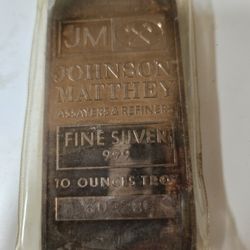 JM
JOHNSON
MATTHEY
ASSAYERS & REFINERS
FINE SILVER
999
10 OUNCES TROY